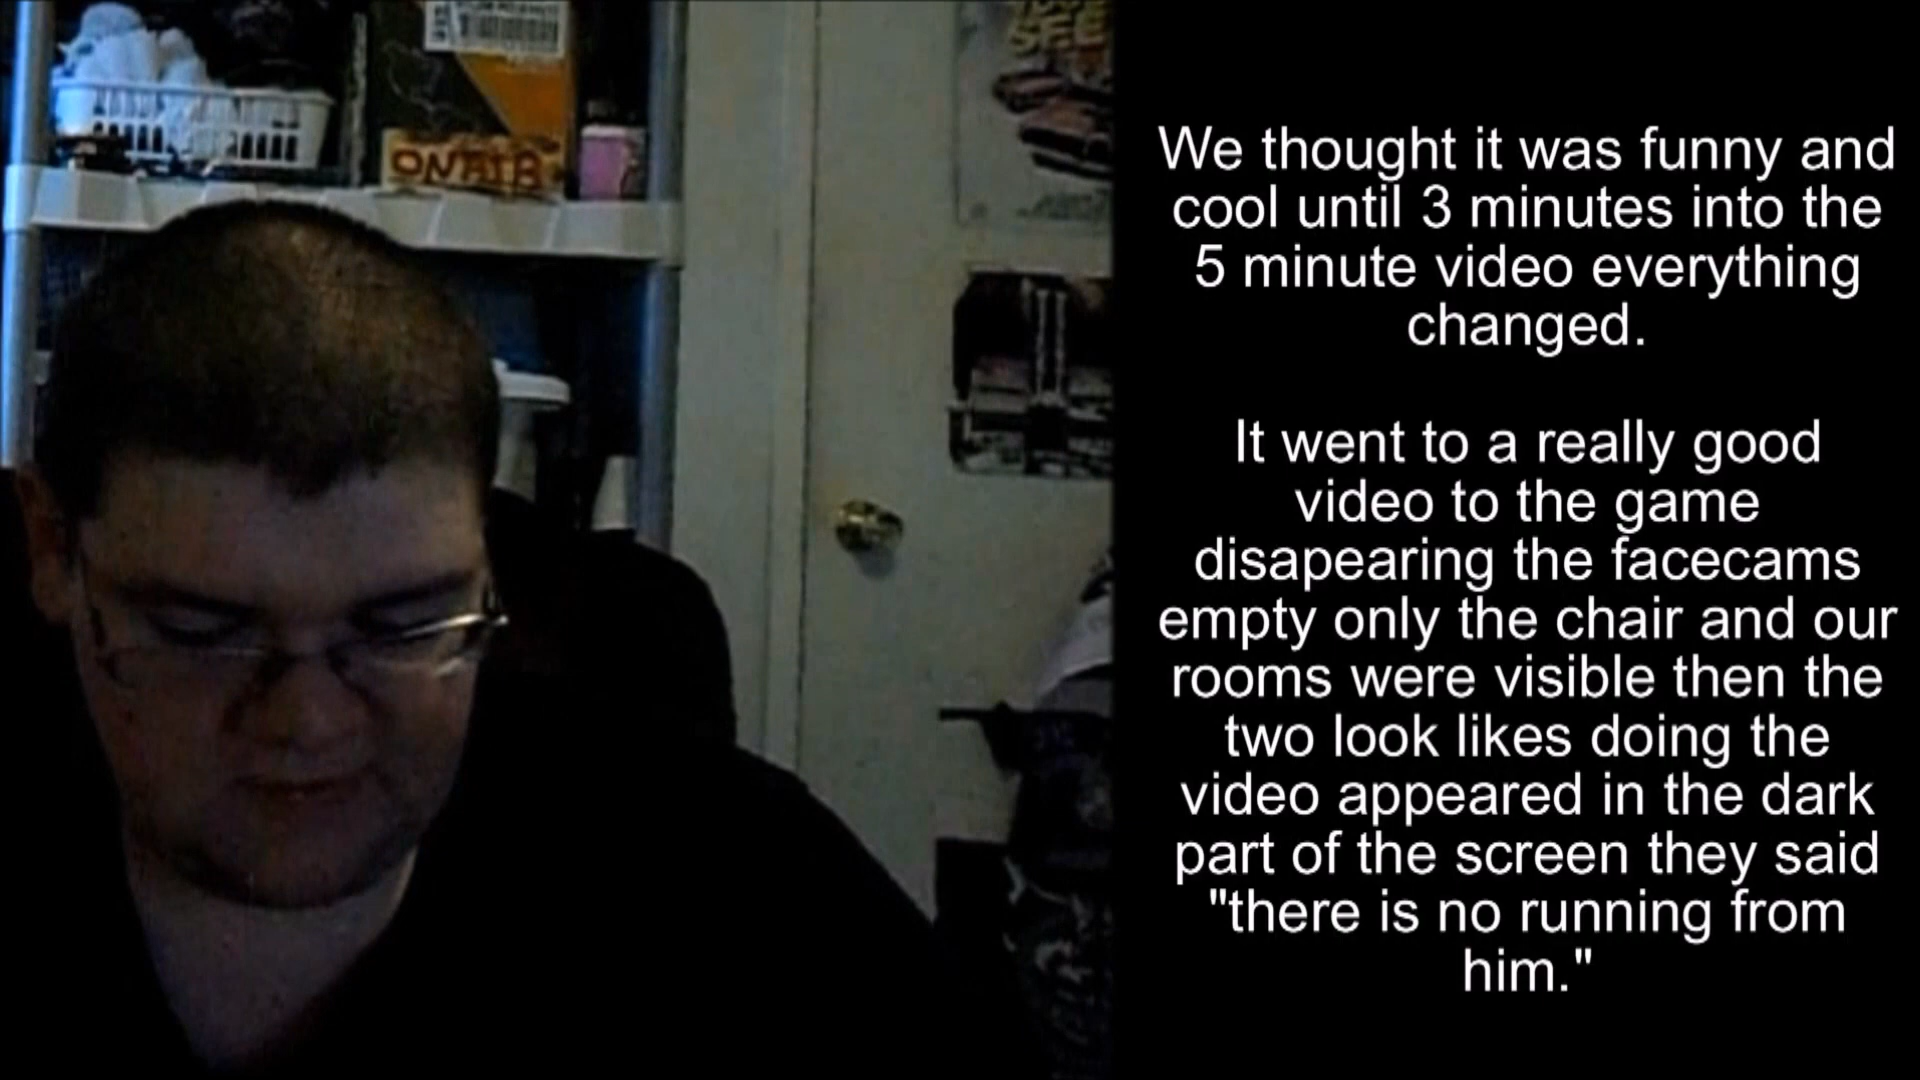 SEE
ON AIR
We thought it was funny and
cool until 3 minutes into the
5 minute video everything
changed.
It went to a really good
video to the game
disapearing the facecams
empty only the chair and our
rooms were visible then the
two look likes doing the
video appeared in the dark
part of the screen they said
"there is no running from
him."